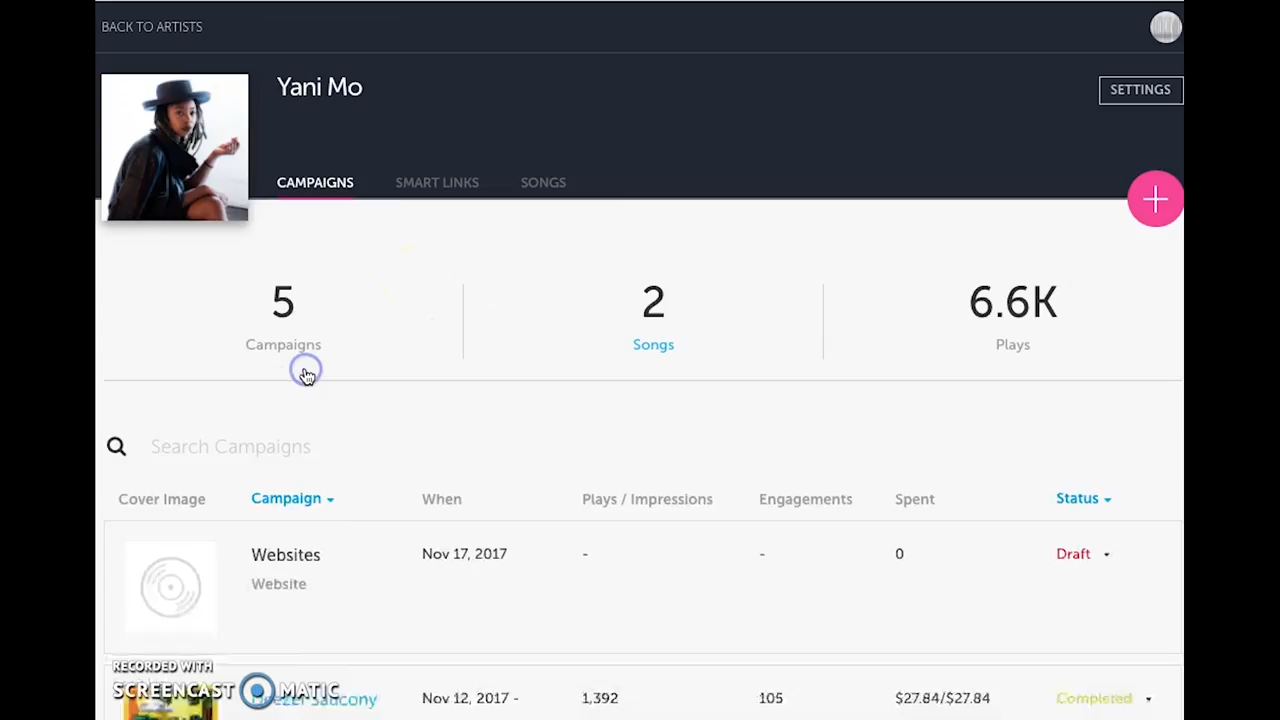 BACK TO ARTISTS
Yani Mo
SETTINGS
CAMPAIGNS SMART LINKS SONGS
5 2 6.6K
Campaigns Songs Plays
Search Campaigns
Cover Image Campaign When Plays / Impressions Engagements Spent Status
Websites Nov 17, 2017 - - 0 Draft
Website
RECORDED WITH
SCREENCAST MATIC
Deezer Saucony Nov 12, 2017 - 1,392 105 $27.84/$27.84 Completed